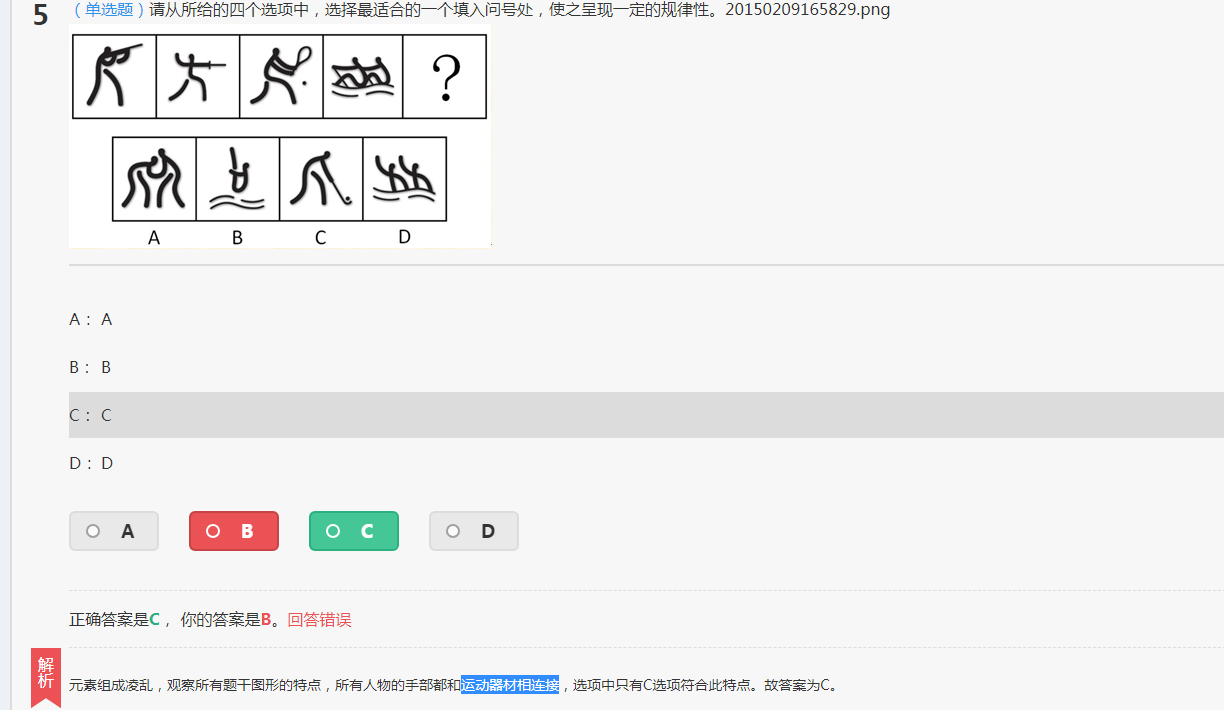 5 （单选题）请从所给的四个选项中，选择最适合的一个填入问号处，使之呈现一定的规律性。20150209165829.png
?
A B C D
A： A
B： B
C： C
D： D
A B C D
正确答案是C， 你的答案是B。回答错误
解析
元素组成凌乱，观察所有题干图形的特点，所有人物的手部都和运动器材相连接，选项中只有C选项符合此特点。故答案为C。